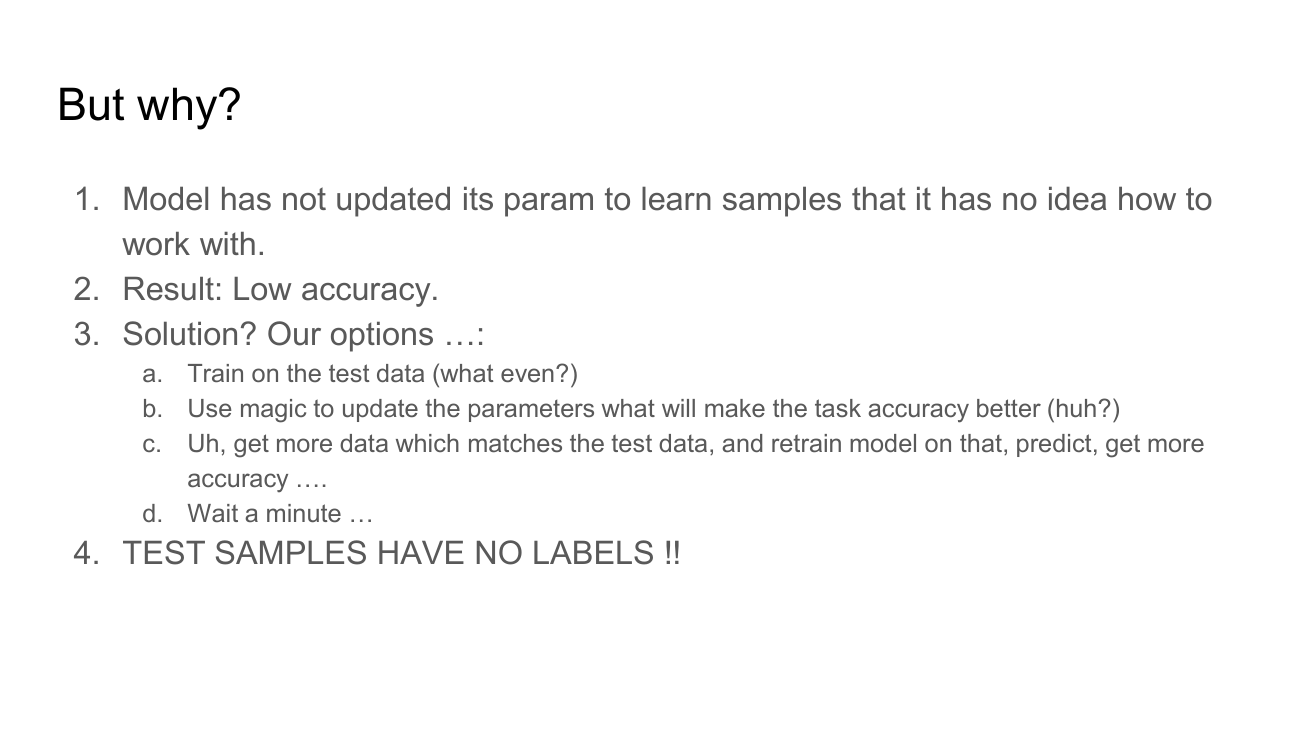 But why?
1. Model has not updated its param to learn samples that it has no idea how to
work with.
2. Result: Low accuracy.
3. Solution? Our options …:
a. Train on the test data (what even?)
b. Use magic to update the parameters what will make the task accuracy better (huh?)
c. Uh, get more data which matches the test data, and retrain model on that, predict, get more
accuracy ….
d. Wait a minute …
4. TEST SAMPLES HAVE NO LABELS !!